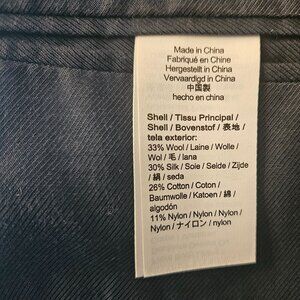 Made in China
Fabriqué en Chine
Hergestellt in China
Vervaardigd in China
中国製
hecho en china
Shell / Tissu Principal /
Shell / Bovenstof / 表地 /
tela exterior:
33% Wool / Laine / Wolle /
Wol / 毛 / lana
30% Silk / Soie / Seide / Zijde
/ 絹 / seda
26% Cotton / Coton /
Baumwolle / Katoen / 綿 /
algodón
11% Nylon / Nylon / Nylon /
Nylon / ナイロン / nylon